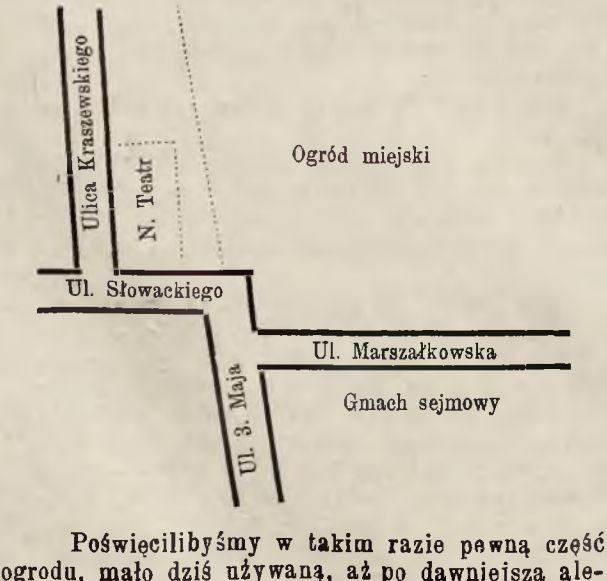 Ulica Kraszewskiego
N. Teatr
Ogród miejski
Ul. Słowackiego
Ul. Marszałkowska
Ul. 3. Maja
Gmach sejmowy
Poświęcilibyśmy w takim razie pewną część
ogrodu, mało dziś używaną, aż po dawniejszą ale-